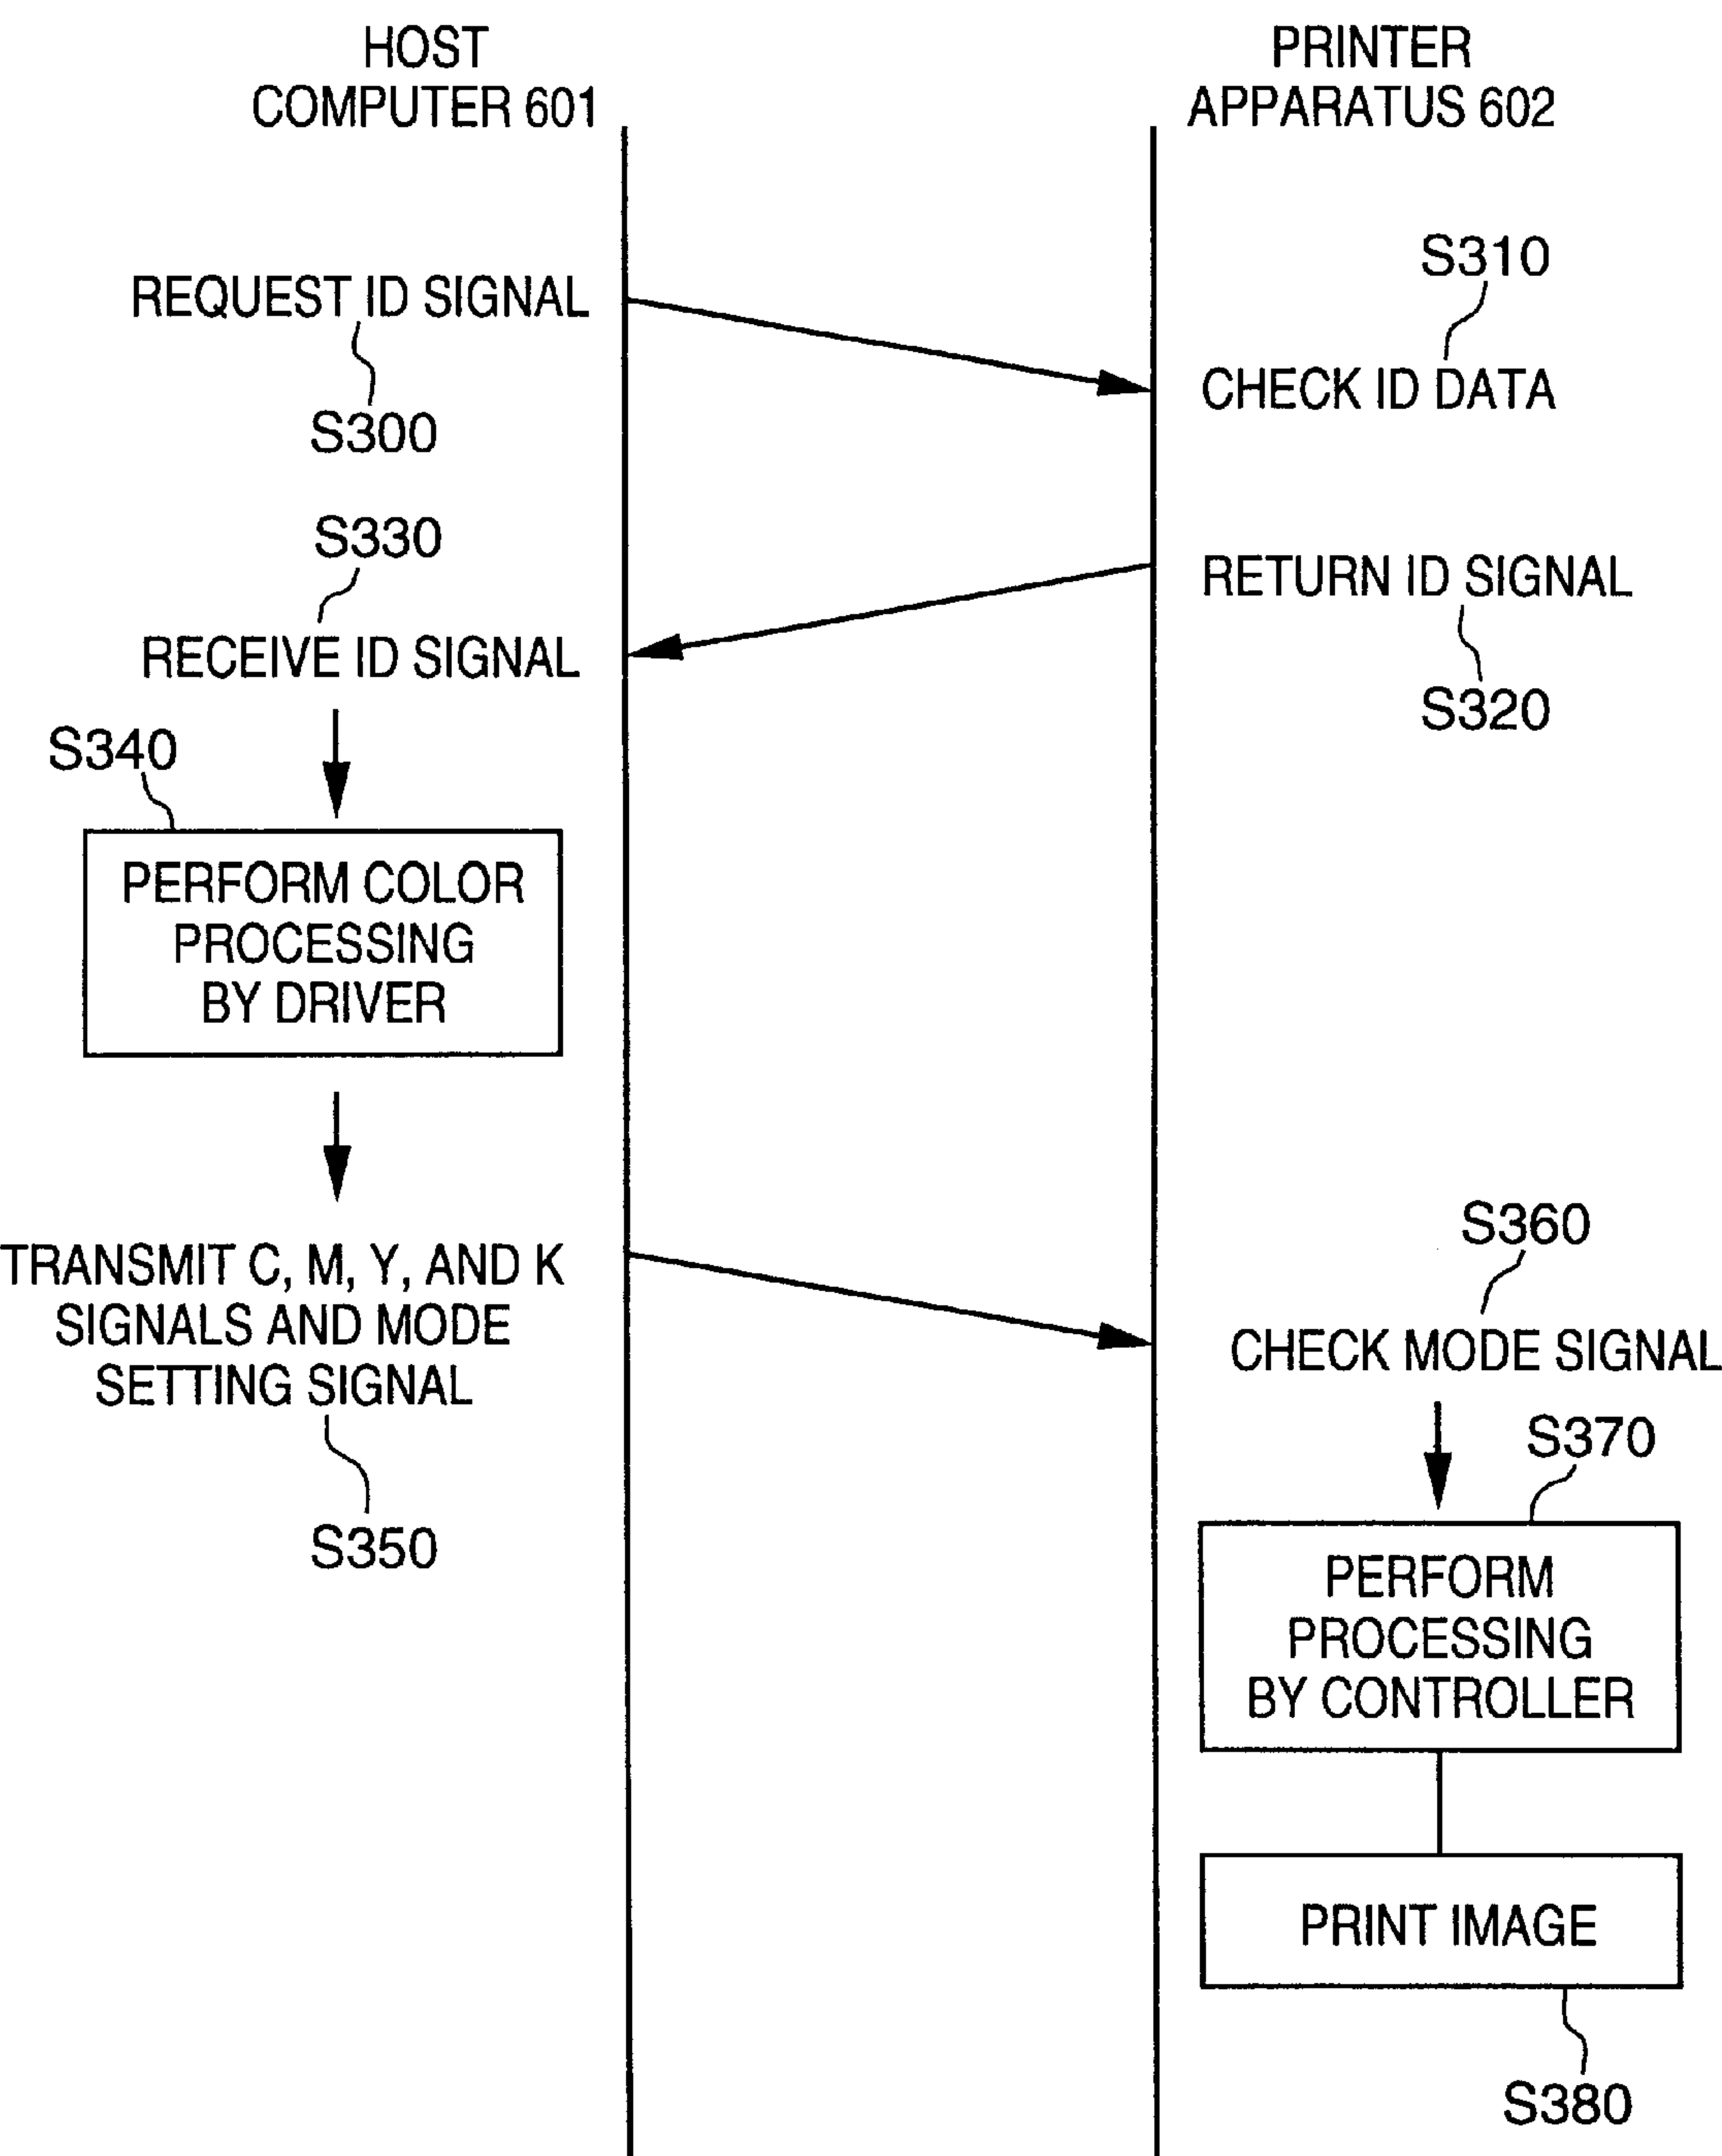 HOST
COMPUTER 601
PRINTER
APPARATUS 602
REQUEST ID SIGNAL
S300
S310
CHECK ID DATA
S330
RECEIVE ID SIGNAL
RETURN ID SIGNAL
S320
S340
PERFORM COLOR
PROCESSING
BY DRIVER
TRANSMIT C, M, Y, AND K
SIGNALS AND MODE
SETTING SIGNAL
S350
S360
CHECK MODE SIGNAL
S370
PERFORM
PROCESSING
BY CONTROLLER
PRINT IMAGE
S380